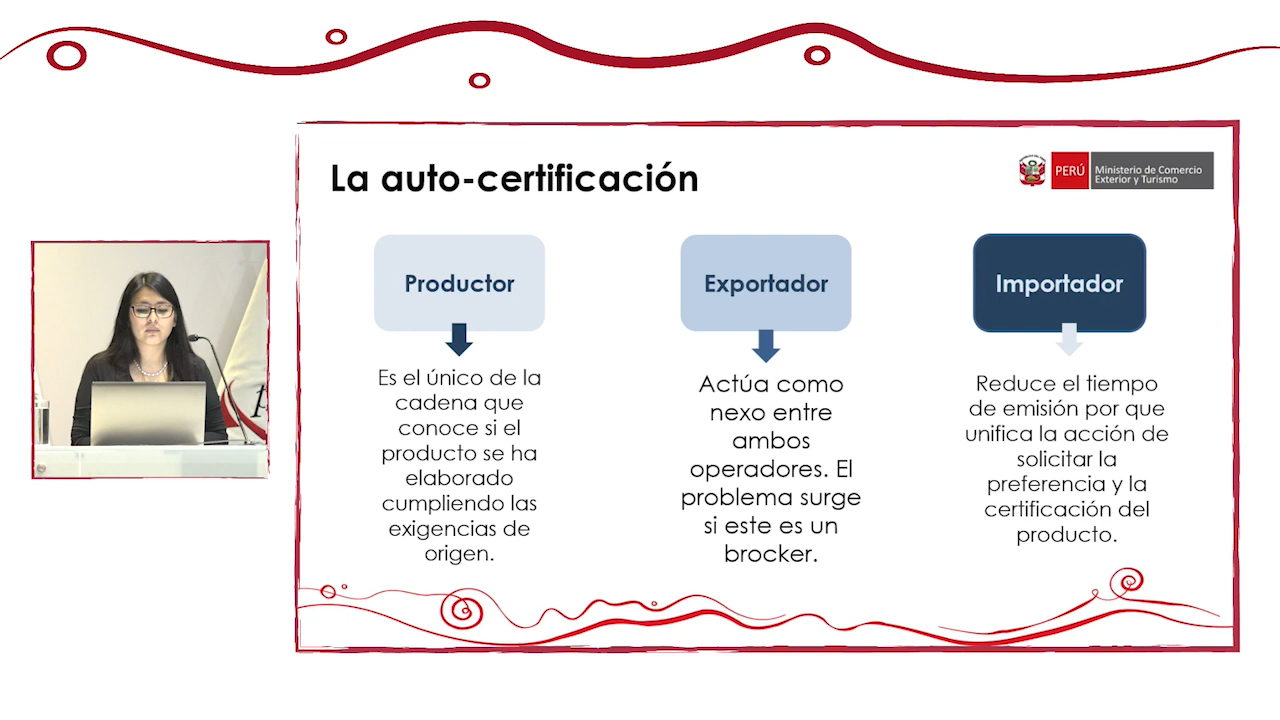 La auto-certificación
PERÚ
Ministerio de Comercio
Exterior y Turismo
Productor
Es el único de la
cadena que
conoce si el
producto se ha
elaborado
cumpliendo las
exigencias de
origen.
Exportador
Actúa como
nexo entre
ambos
operadores. El
problema surge
si este es un
brocker.
Importador
Reduce el tiempo
de emisión por que
unifica la acción de
solicitar la
preferencia y la
certificación del
producto.